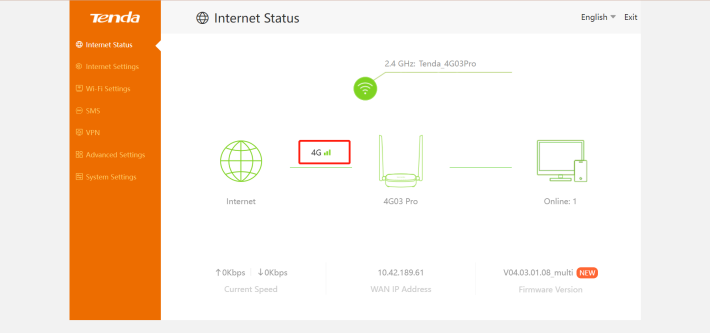 Tenda
Internet Status
English
Exit
Internet Status
Internet Settings
Wi-Fi Settings
SMS
VPN
Advanced Settings
System Settings
2.4 GHz: Tenda_4G03Pro
4G
Internet
4G03 Pro
Online: 1
↑0Kbps ↓0Kbps
Current Speed
10.42.189.61
WAN IP Address
V04.03.01.08_multi NEW
Firmware Version